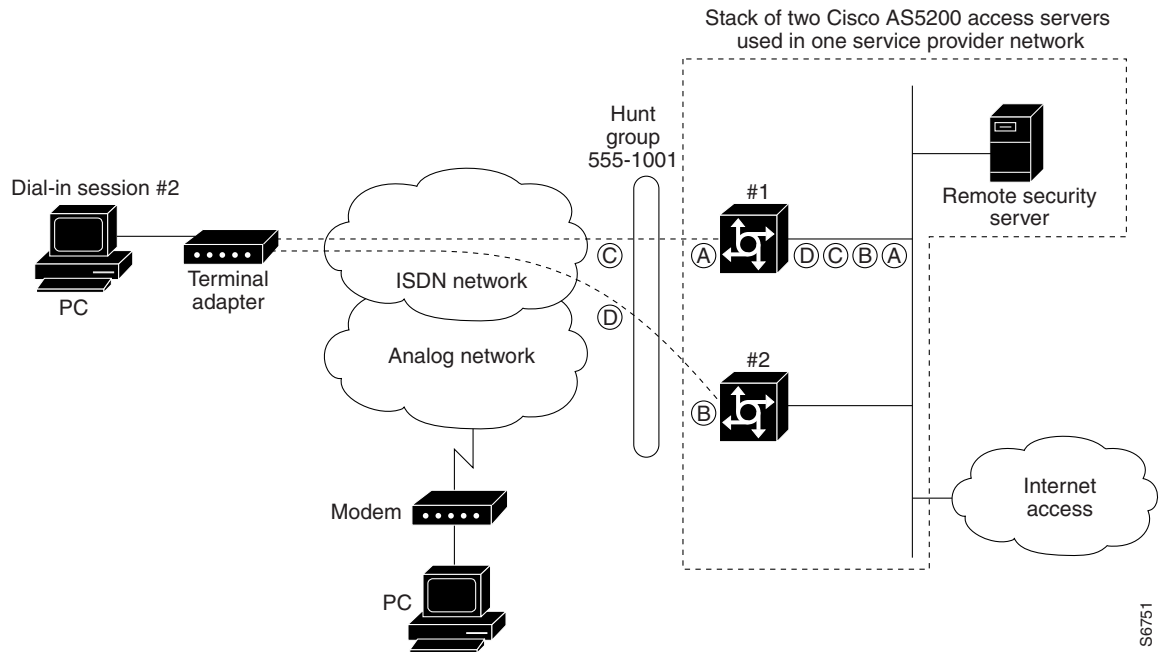 Stack of two Cisco AS5200 access servers
used in one service provider network
Hunt
group
555-1001
Dial-in session #2
PC
Terminal
adapter
ISDN network
Analog network
C
D
#1
A
D C B A
Remote security
server
#2
B
Internet
access
Modem
PC
S6751